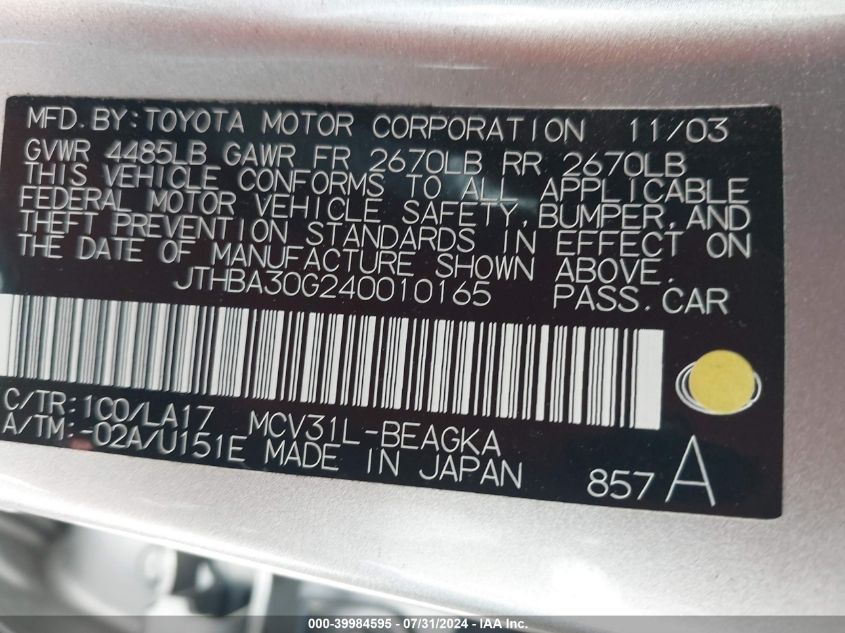 MFD. BY: TOYOTA MOTOR CORPORATION 11/03
GVWR 4485LB GAWR FR 2670LB RR 2670LB
THIS VEHICLE CONFORMS TO ALL APPLICABLE
FEDERAL MOTOR VEHICLE SAFETY, BUMPER, AND
THEFT PREVENTION STANDARDS IN EFFECT ON
THE DATE OF MANUFACTURE SHOWN ABOVE.
JTHBA30G240010165 PASS. CAR
C/TR: 1C0/LA17 MCV31L-BEAGKA
A/TM: -02A/U151E MADE IN JAPAN 857 A
000-39984595 - 07/31/2024 - IAA Inc.